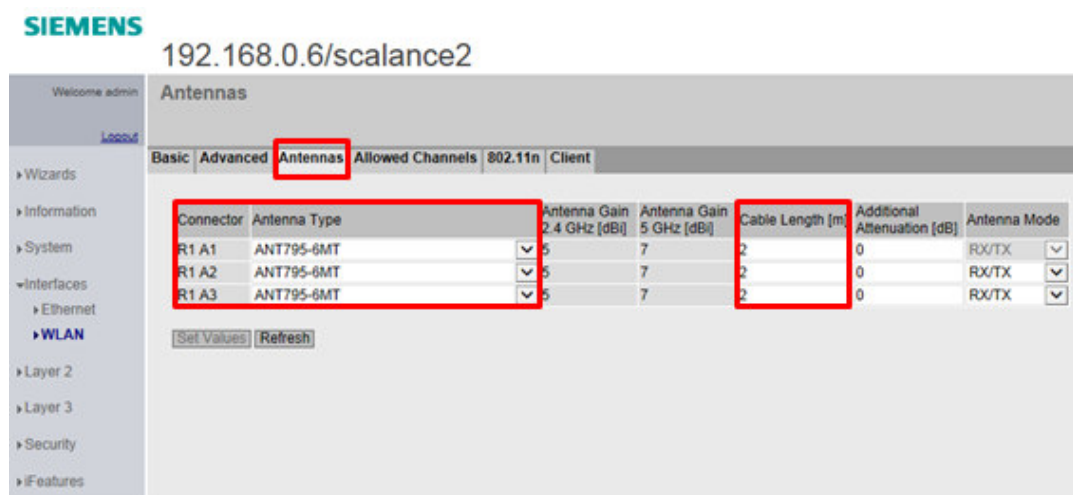 SIEMENS
192.168.0.6/scalance2
Welcome admin
Logout
Antennas
Basic Advanced Antennas Allowed Channels 802.11n Client
▸Wizards
▸Information
▸System
▾Interfaces
▸Ethernet
▸WLAN
▸Layer 2
▸Layer 3
▸Security
▸iFeatures
Connector Antenna Type Antenna Gain 2.4 GHz [dBi] Antenna Gain 5 GHz [dBi] Cable Length [m] Additional Attenuation [dB] Antenna Mode
R1 A1 ANT795-6MT 5 7 2 0 RX/TX
R1 A2 ANT795-6MT 5 7 2 0 RX/TX
R1 A3 ANT795-6MT 5 7 2 0 RX/TX
Set Values Refresh